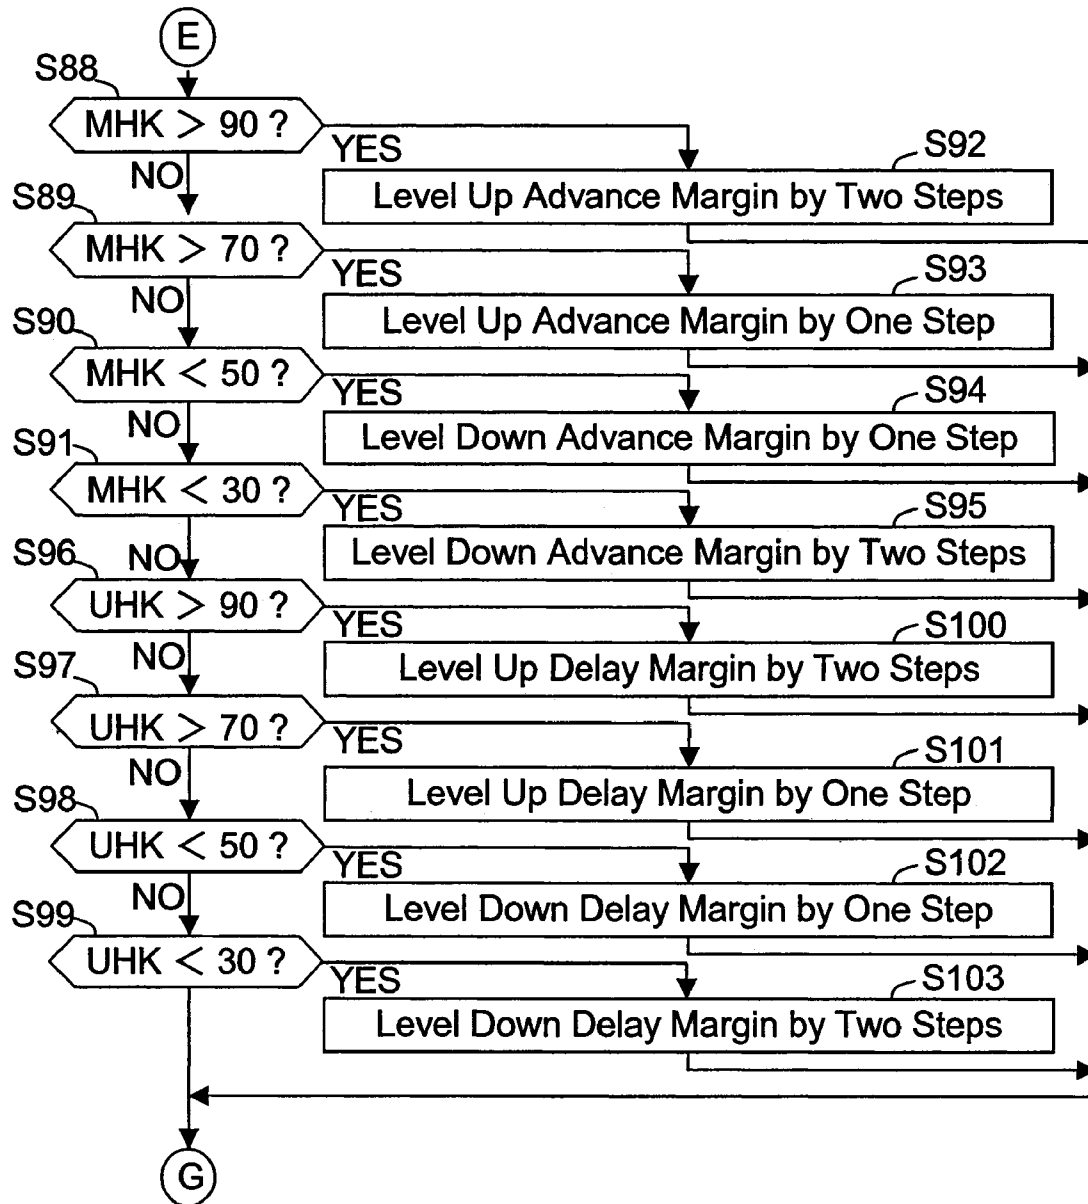 E
S88
MHK > 90 ?
YES
S92
NO
Level Up Advance Margin by Two Steps
S89
MHK > 70 ?
YES
S93
NO
Level Up Advance Margin by One Step
S90
MHK < 50 ?
YES
S94
NO
Level Down Advance Margin by One Step
S91
MHK < 30 ?
YES
S95
NO
Level Down Advance Margin by Two Steps
S96
UHK > 90 ?
YES
S100
NO
Level Up Delay Margin by Two Steps
S97
UHK > 70 ?
YES
S101
NO
Level Up Delay Margin by One Step
S98
UHK < 50 ?
YES
S102
NO
Level Down Delay Margin by One Step
S99
UHK < 30 ?
YES
S103
Level Down Delay Margin by Two Steps
G